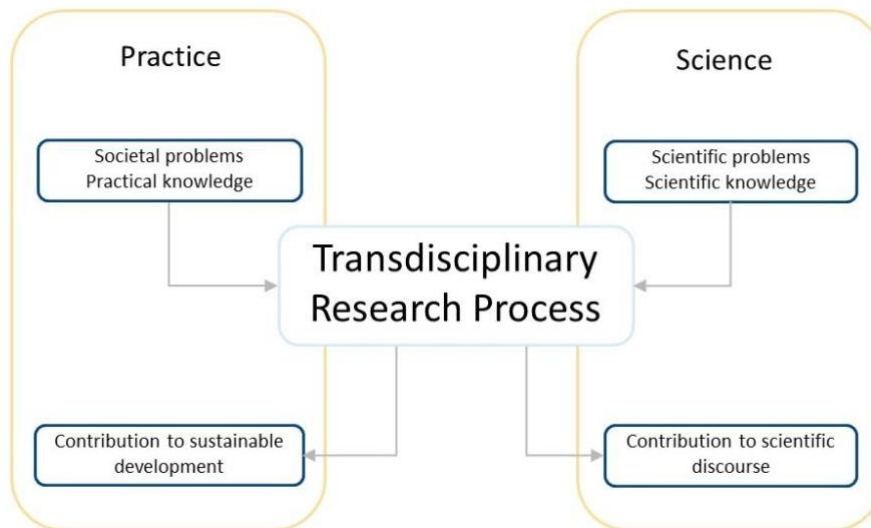 Practice
Science
Societal problems
Practical knowledge
Scientific problems
Scientific knowledge
Transdisciplinary
Research Process
Contribution to sustainable
development
Contribution to scientific
discourse